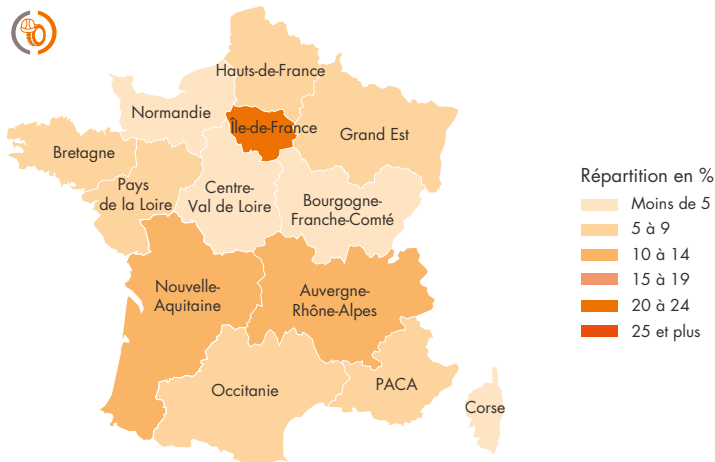 Hauts-de-France
Normandie
Île-de-France
Grand Est
Bretagne
Pays
de la Loire
Centre-
Val de Loire
Bourgogne-
Franche-Comté
Nouvelle-
Aquitaine
Auvergne-
Rhône-Alpes
Occitanie
PACA
Corse
Répartition en %
Moins de 5
5 à 9
10 à 14
15 à 19
20 à 24
25 et plus